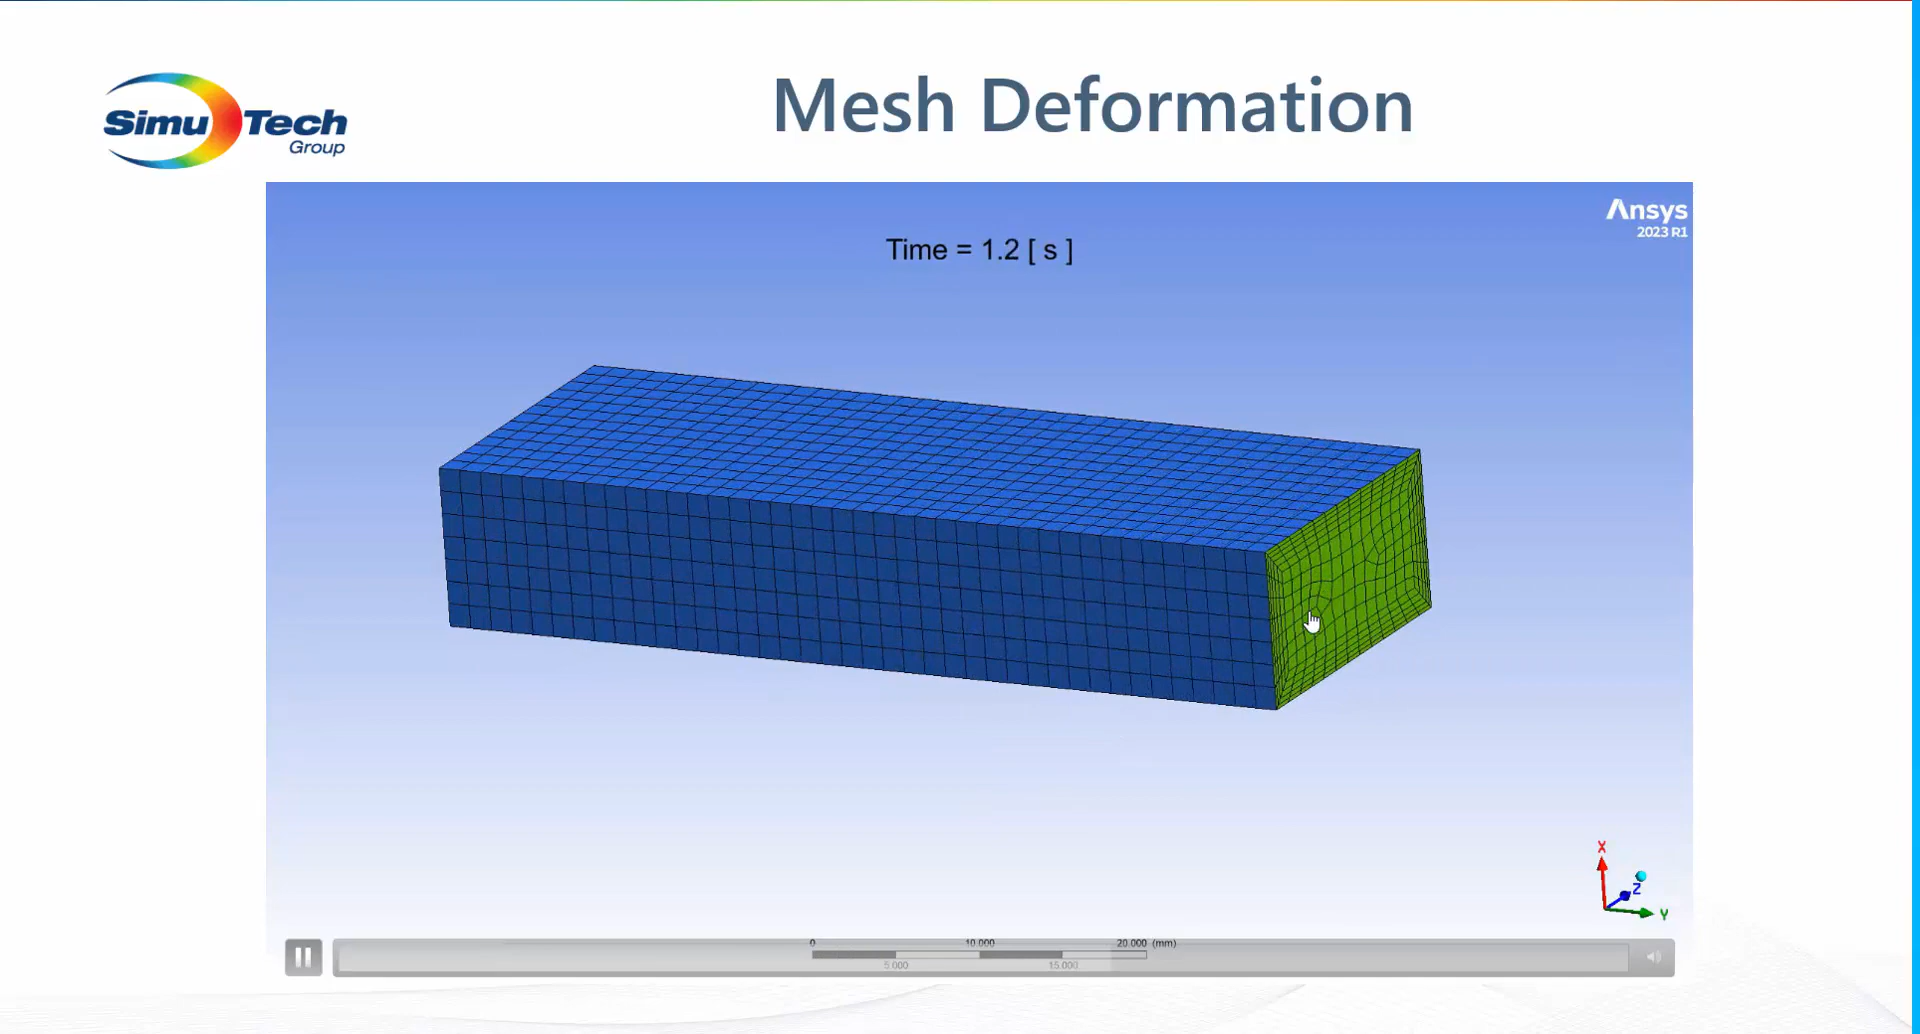 Simu Tech
Group
Mesh Deformation
Ansys
2023 R1
Time = 1.2 [ s ]
X
Z
Y
0 10.000 20.000 (mm)
5.000 15.000